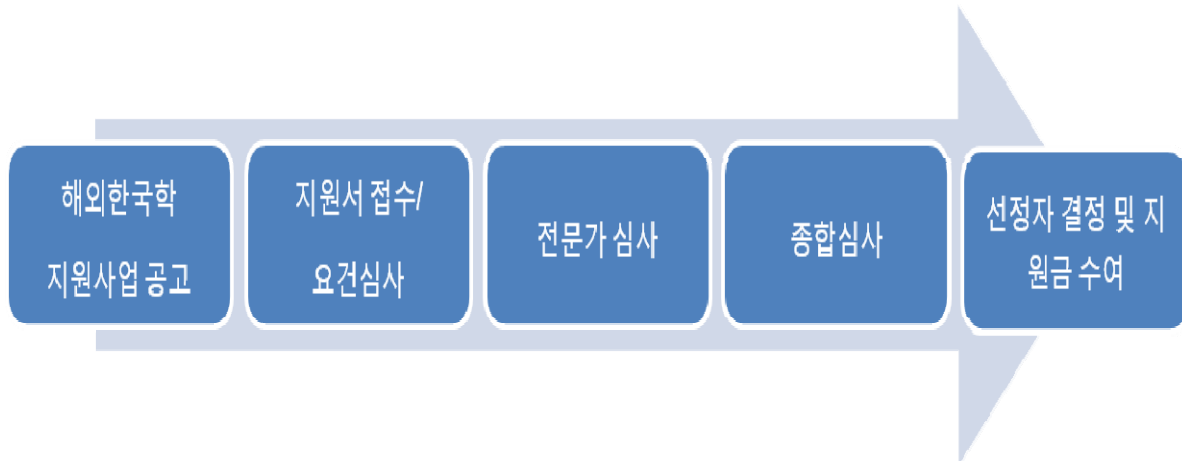 해외한국학
지원사업 공고
지원서 접수/
요건심사
전문가 심사
종합심사
선정자 결정 및 지
원금 수여